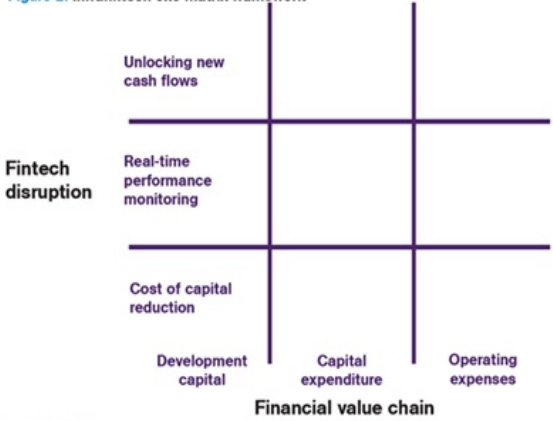 Unlocking new
cash flows
Fintech
disruption
Real-time
performance
monitoring
Cost of capital
reduction
Development
capital
Capital
expenditure
Operating
expenses
Financial value chain